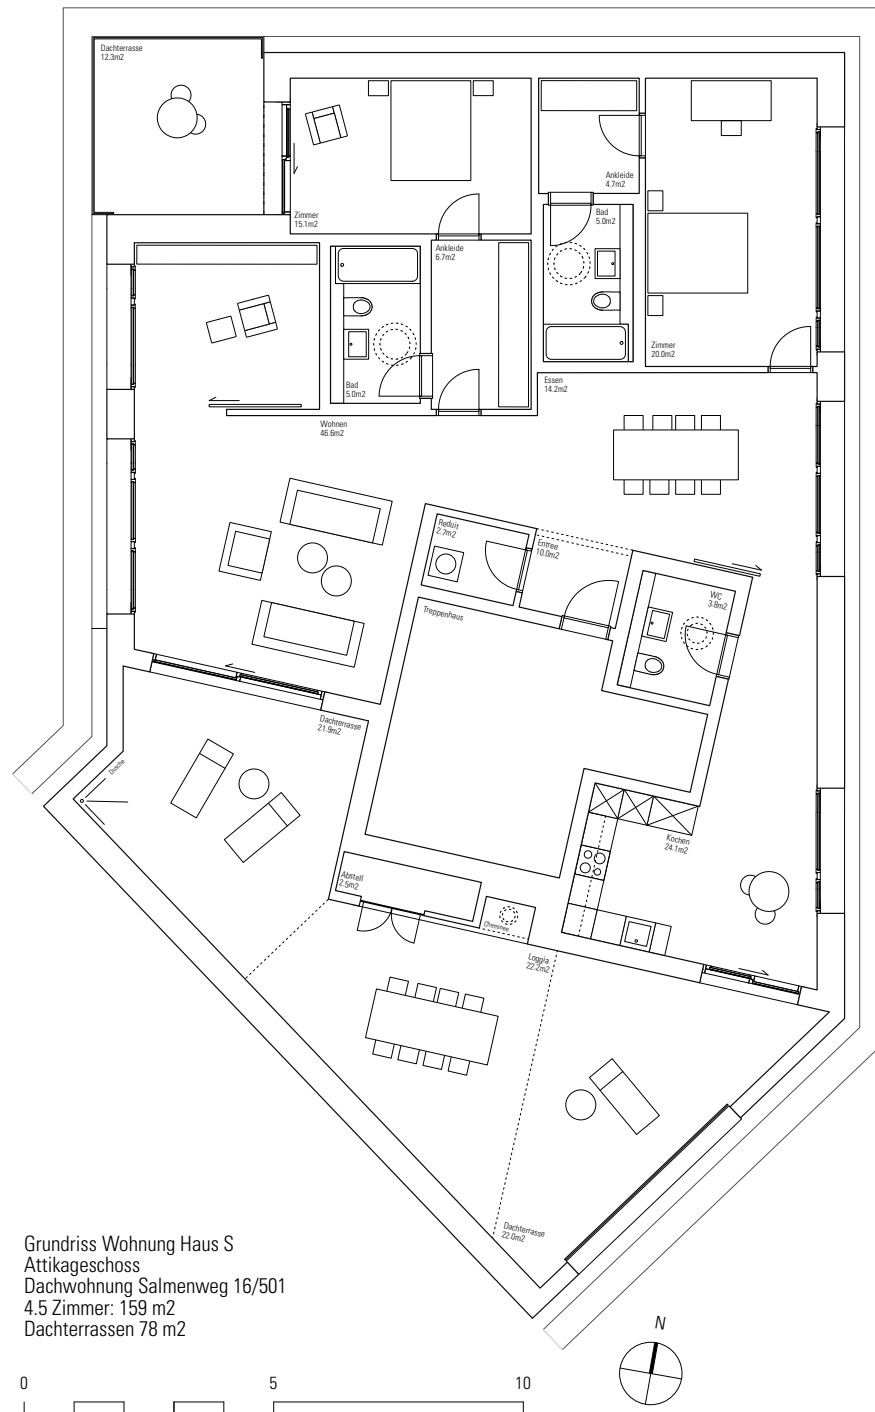 Dachterrasse
12.3m2
Ankleide
4.7m2
Zimmer
15.1m2
Bad
5.0m2
Ankleide
6.7m2
Zimmer
20.0m2
Bad
5.0m2
Essen
14.2m2
Wohnen
46.6m2
Reduit
2.7m2
Entree
10.0m2
WC
3.8m2
Treppenhaus
Dachterrasse
21.9m2
Dusche
Kochen
24.1m2
Abstell
2.5m2
Cheminee
Loggia
22.2m2
Dachterrasse
22.0m2
Grundriss Wohnung Haus S
Attikageschoss
Dachwohnung Salmenweg 16/501
4.5 Zimmer: 159 m2
Dachterrassen 78 m2
N
0 5 10